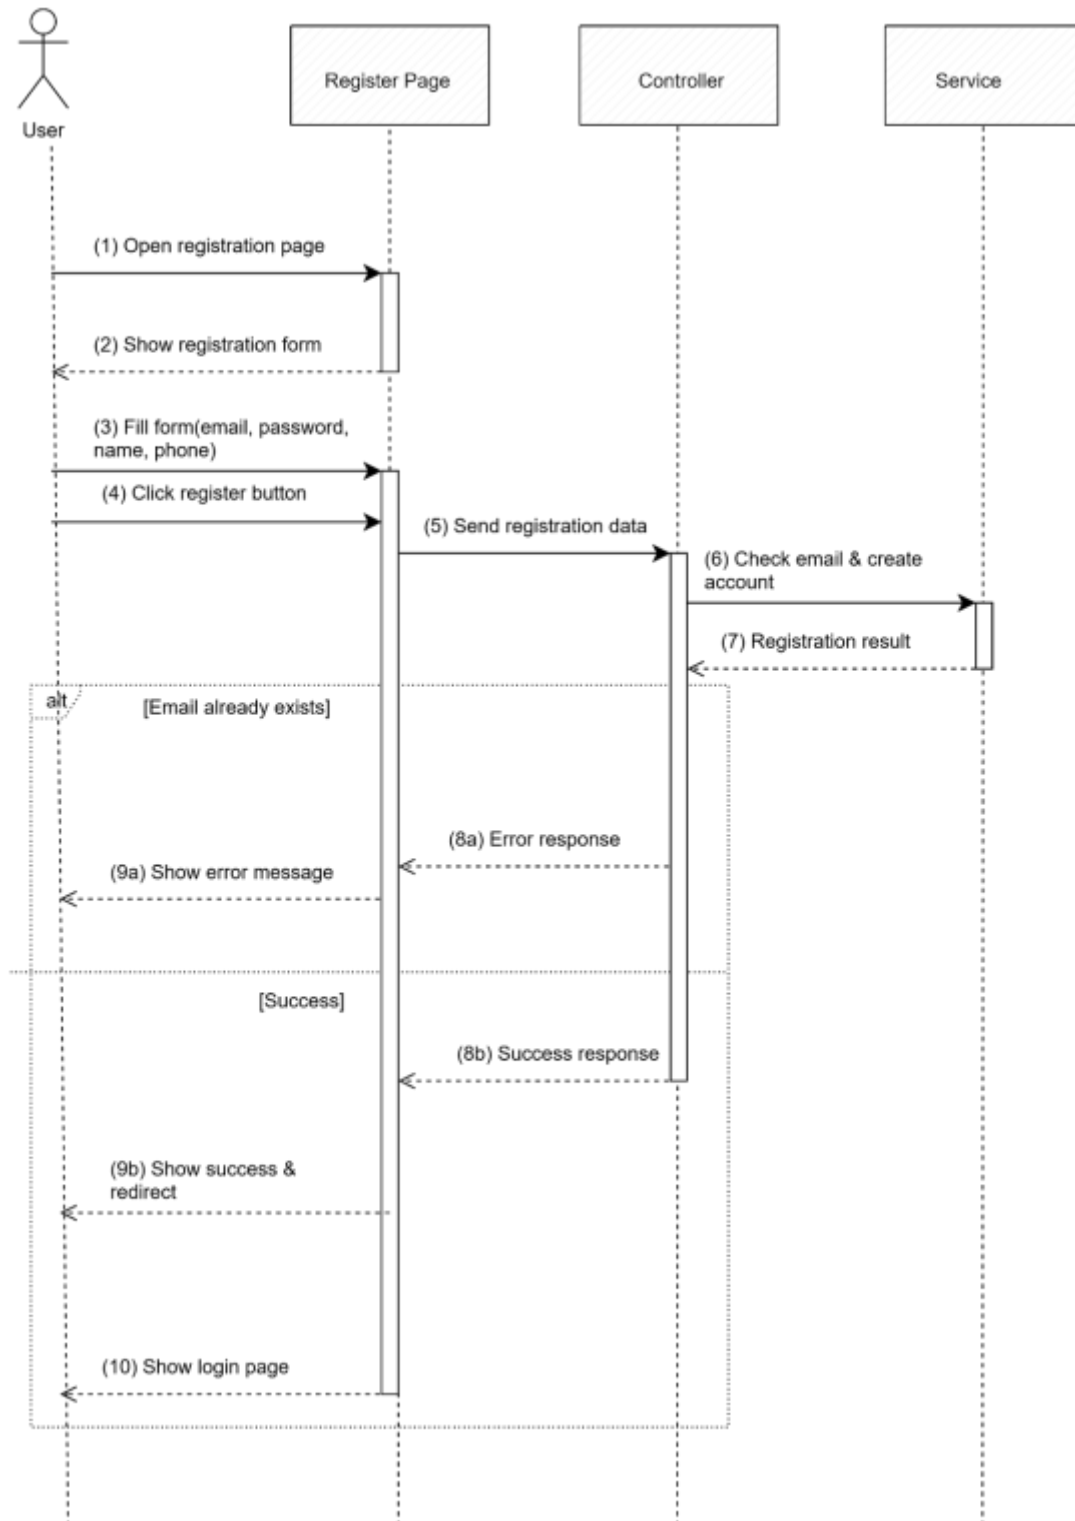 User
Register Page
Controller
Service
(1) Open registration page
(2) Show registration form
(3) Fill form(email, password,
name, phone)
(4) Click register button
(5) Send registration data
(6) Check email & create
account
(7) Registration result
alt
[Email already exists]
(8a) Error response
(9a) Show error message
[Success]
(8b) Success response
(9b) Show success &
redirect
(10) Show login page